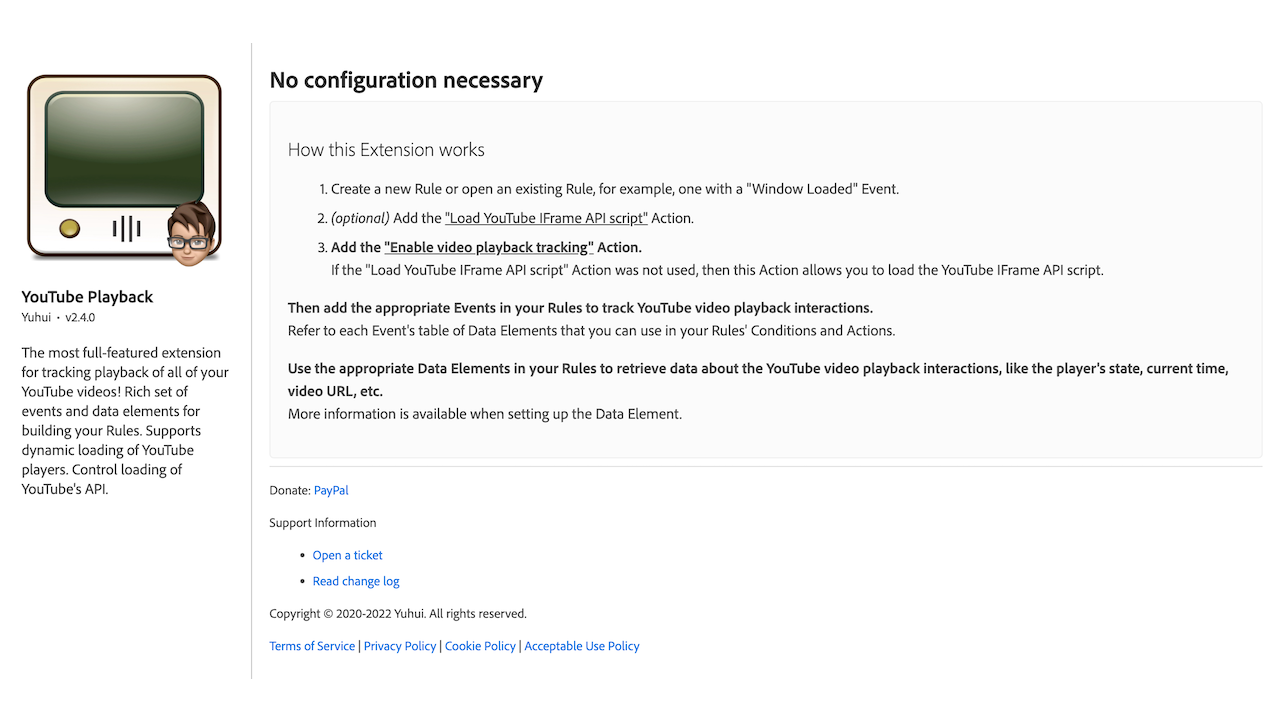 YouTube Playback
Yuhui · v2.4.0
The most full-featured extension
for tracking playback of all of your
YouTube videos! Rich set of
events and data elements for
building your Rules. Supports
dynamic loading of YouTube
players. Control loading of
YouTube's API.
No configuration necessary
How this Extension works
1. Create a new Rule or open an existing Rule, for example, one with a "Window Loaded" Event.
2. (optional) Add the "Load YouTube IFrame API script" Action.
3. Add the "Enable video playback tracking" Action.
If the "Load YouTube IFrame API script" Action was not used, then this Action allows you to load the YouTube IFrame API script.
Then add the appropriate Events in your Rules to track YouTube video playback interactions.
Refer to each Event's table of Data Elements that you can use in your Rules' Conditions and Actions.
Use the appropriate Data Elements in your Rules to retrieve data about the YouTube video playback interactions, like the player's state, current time,
video URL, etc.
More information is available when setting up the Data Element.
Donate: PayPal
Support Information
• Open a ticket
• Read change log
Copyright © 2020-2022 Yuhui. All rights reserved.
Terms of Service | Privacy Policy | Cookie Policy | Acceptable Use Policy